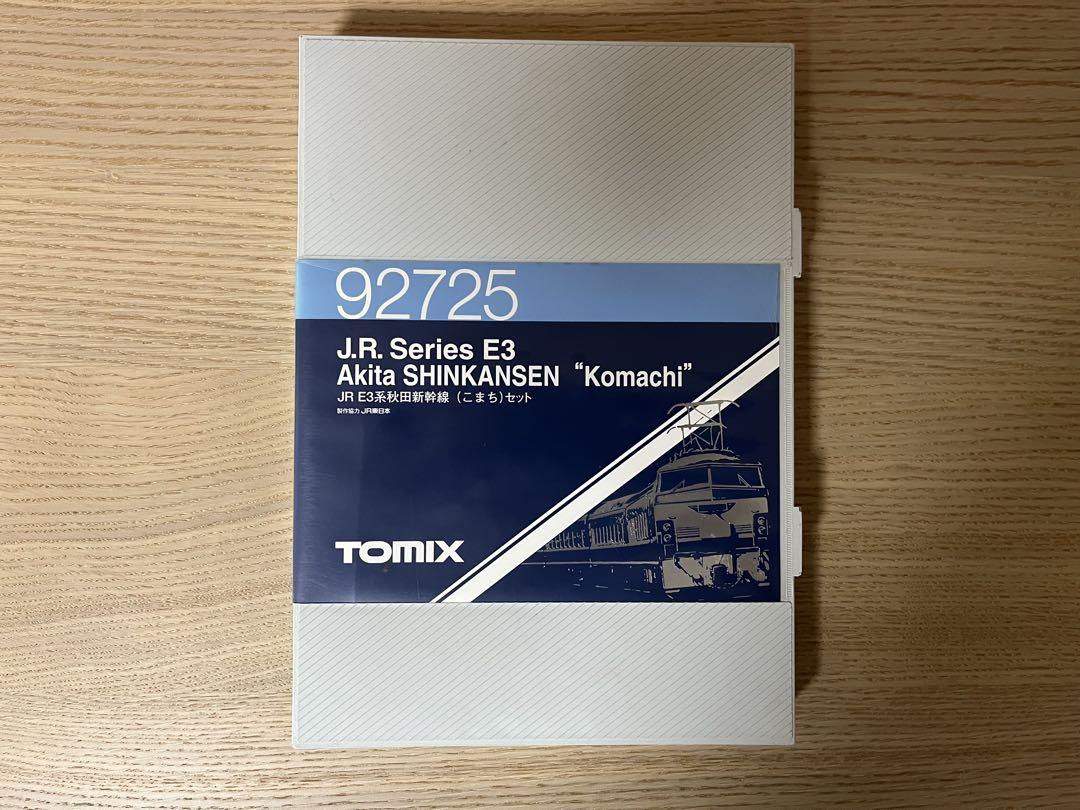 92725
J.R. Series E3
Akita SHINKANSEN “Komachi”
JR E3系秋田新幹線（こまち）セット
製作協力 JR東日本
TOMIX